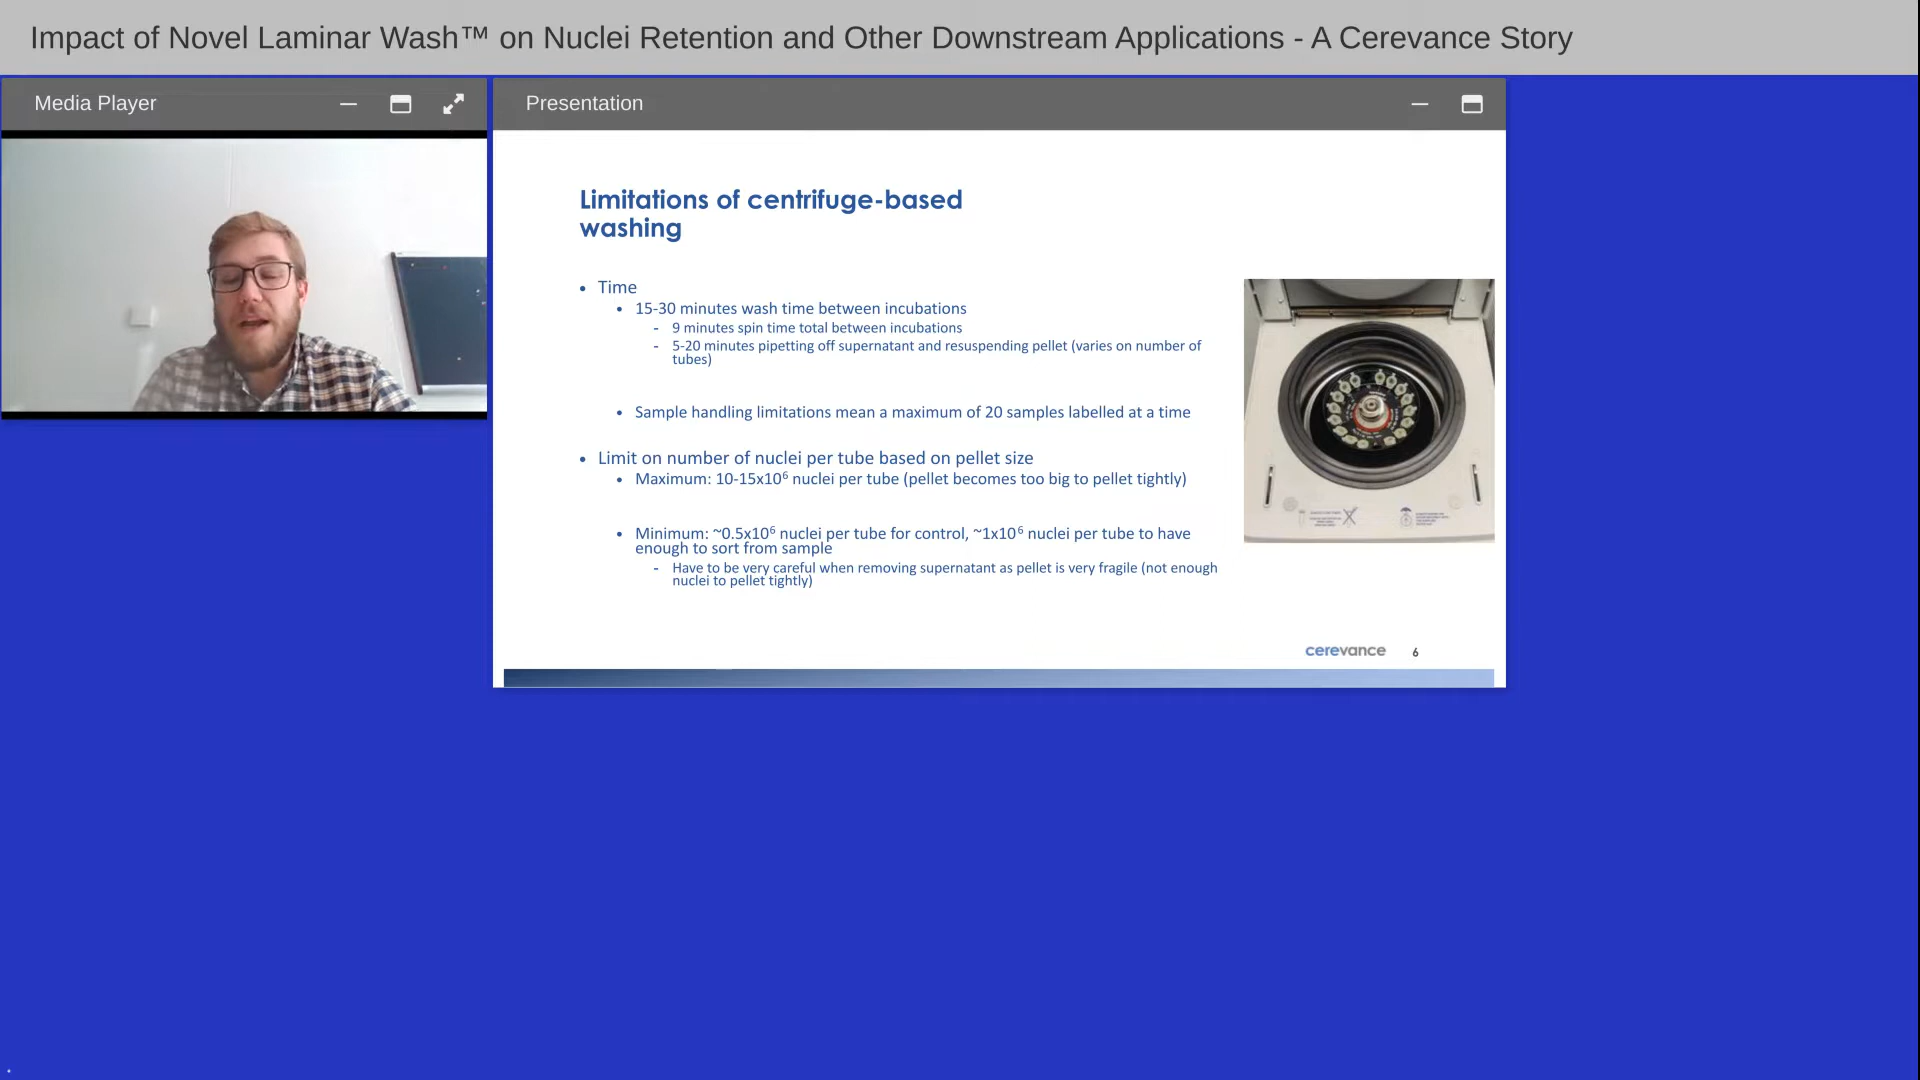 Impact of Novel Laminar Wash™ on Nuclei Retention and Other Downstream Applications - A Cerevance Story
Media Player
Presentation
Limitations of centrifuge-based
washing
• Time
• 15-30 minutes wash time between incubations
- 9 minutes spin time total between incubations
- 5-20 minutes pipetting off supernatant and resuspending pellet (varies on number of
tubes)
• Sample handling limitations mean a maximum of 20 samples labelled at a time
• Limit on number of nuclei per tube based on pellet size
• Maximum: 10-15x10⁶ nuclei per tube (pellet becomes too big to pellet tightly)
• Minimum: ~0.5x10⁶ nuclei per tube for control, ~1x10⁶ nuclei per tube to have
enough to sort from sample
- Have to be very careful when removing supernatant as pellet is very fragile (not enough
nuclei to pellet tightly)
cerevance 6